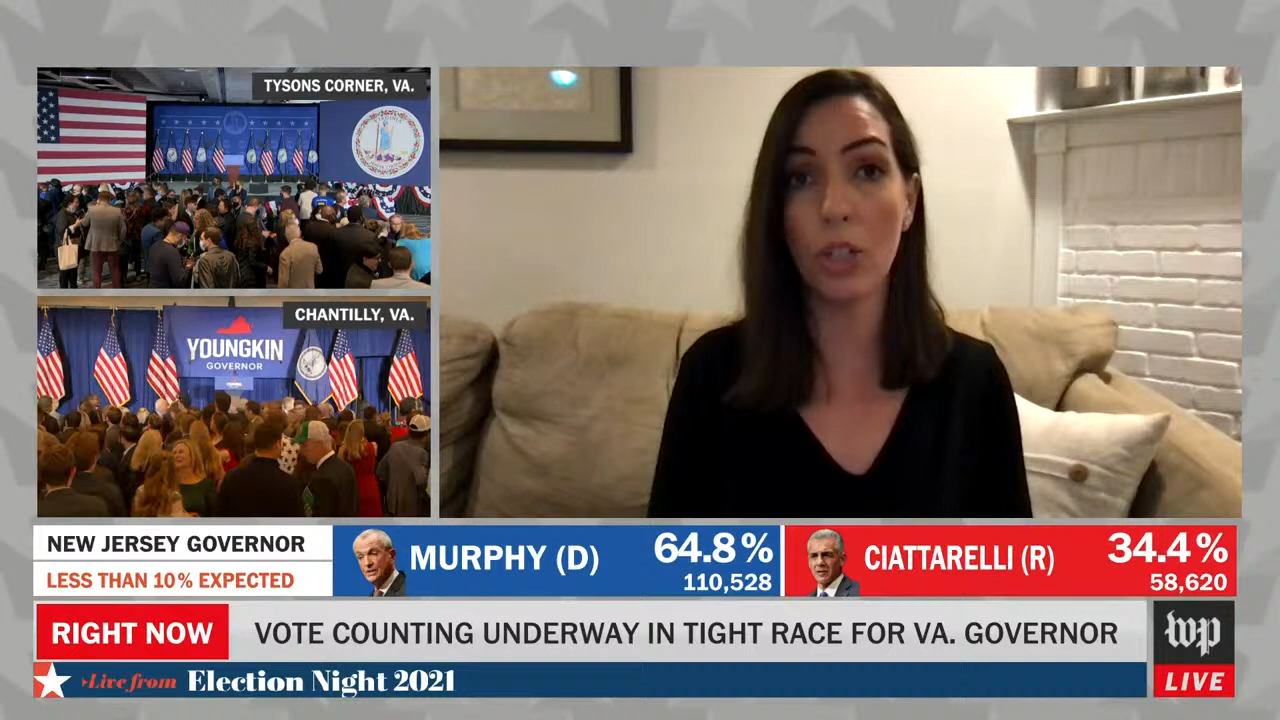 TYSONS CORNER, VA.
CHANTILLY, VA.
YOUNGKIN
GOVERNOR
NEW JERSEY GOVERNOR
LESS THAN 10% EXPECTED
MURPHY (D)
64.8%
110,528
CIATTARELLI (R)
34.4%
58,620
RIGHT NOW
VOTE COUNTING UNDERWAY IN TIGHT RACE FOR VA. GOVERNOR
wp
LIVE
Live from Election Night 2021